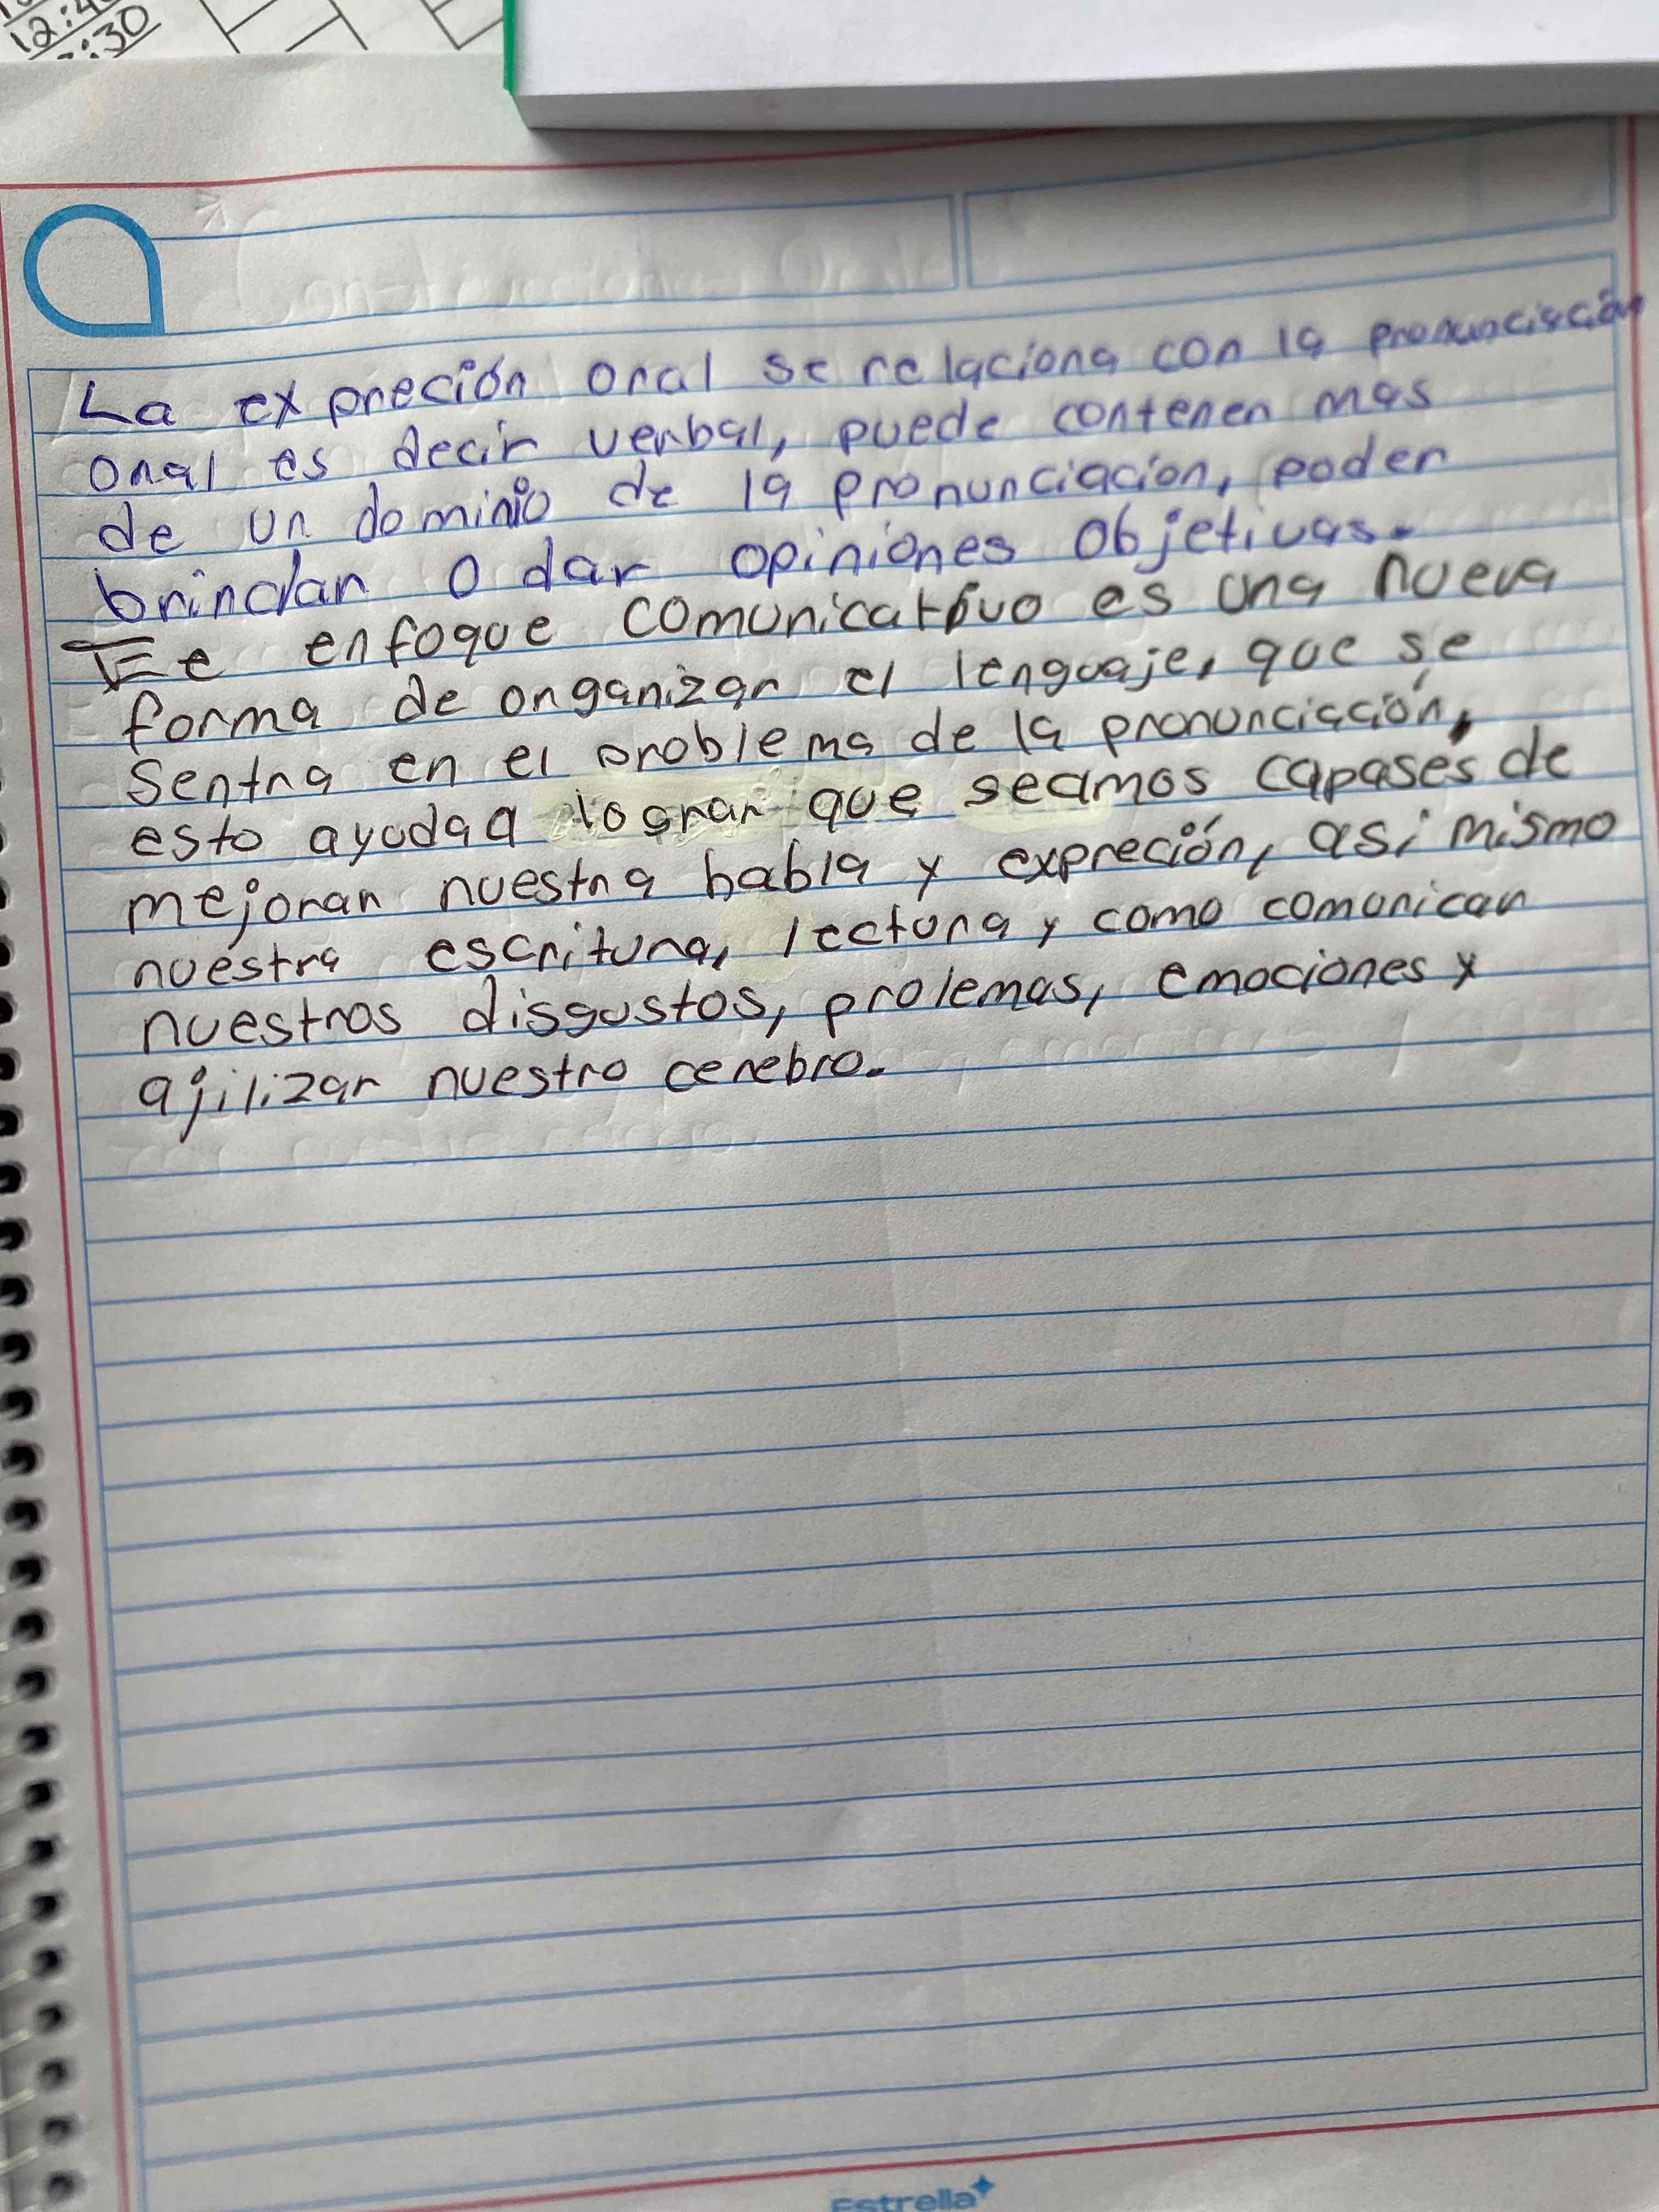 12:4
:30
La expreción oral se relaciona con la pronunciación
oral es decir verbal, puede contener mas
de un dominio de la pronunciacion, poder
brindar o dar opiniones objetivas.
Ee enfoque comunicativo es una nueva
forma de organizar el lenguaje, que se
sentra en el problema de la pronunciación,
esto ayuda a lograr que seamos capases de
mejorar nuestra habla y expreción, así mismo
nuestra escritura, lectura y como comunicar
nuestros disgustos, prolemas, emociones y
ajilizar nuestro cerebro.
Estrella